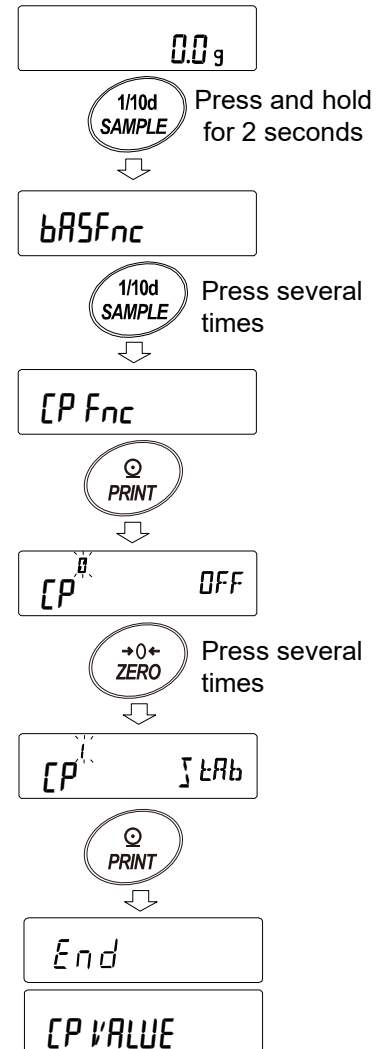 0.0 g
1/10d
SAMPLE
Press and hold
for 2 seconds
bASFnc
1/10d
SAMPLE
Press several
times
CP Fnc
PRINT
CP 0 OFF
→0←
ZERO
Press several
times
CP 1 StAb
PRINT
End
CP VALUE